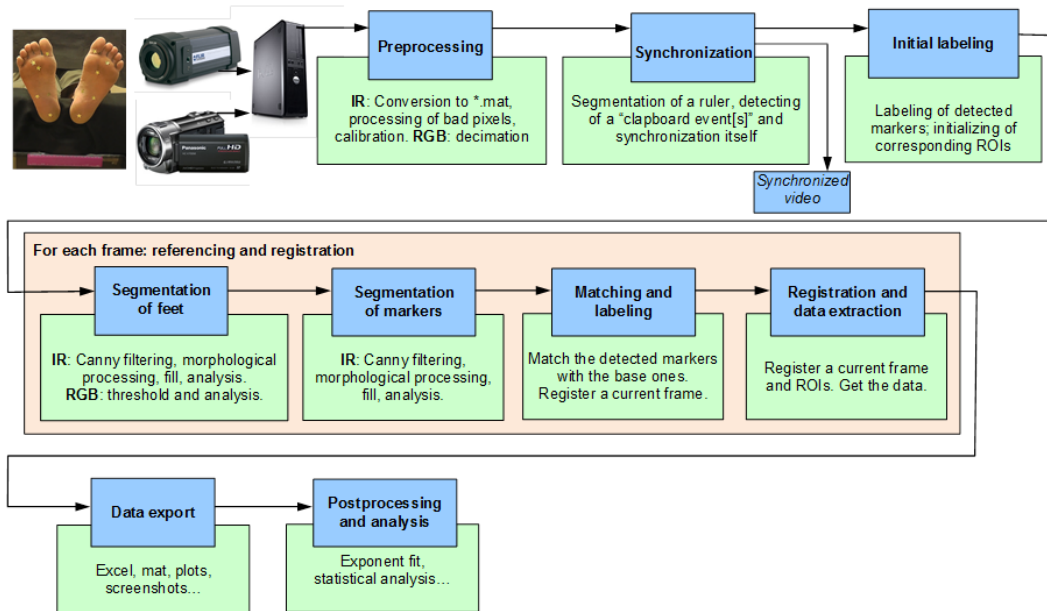 Preprocessing
IR: Conversion to *.mat,
processing of bad pixels,
calibration. RGB: decimation
Synchronization
Segmentation of a ruler, detecting
of a “clapboard event[s]” and
synchronization itself
Synchronized
video
Initial labeling
Labeling of detected
markers; initializing of
corresponding ROIs
Panasonic
HD
For each frame: referencing and registration
Segmentation
of feet
IR: Canny filtering, morphological
processing, fill, analysis.
RGB: threshold and analysis.
Segmentation
of markers
IR: Canny filtering,
morphological processing,
fill, analysis.
Matching and
labeling
Match the detected markers
with the base ones.
Register a current frame.
Registration and
data extraction
Register a current frame
and ROIs. Get the data.
Data export
Excel, mat, plots,
screenshots…
Postprocessing
and analysis
Exponent fit,
statistical analysis…